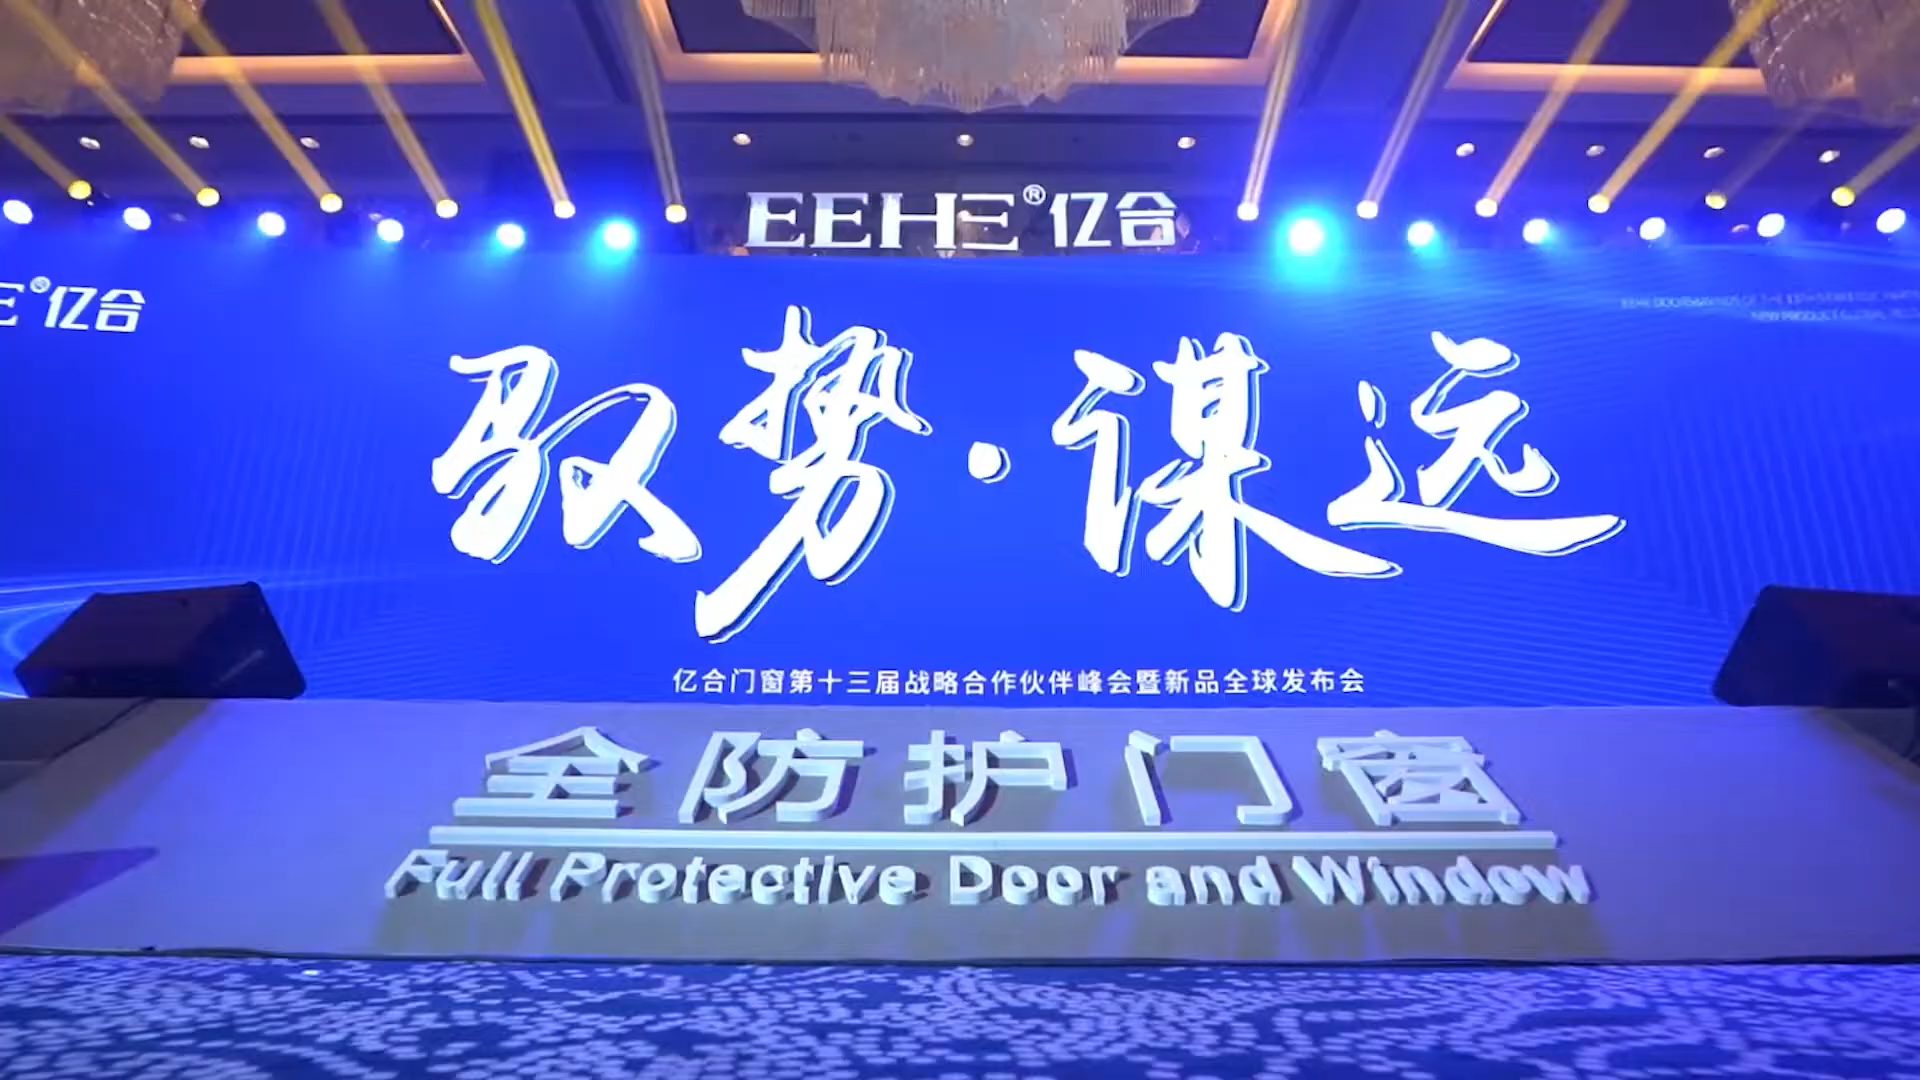 EEHE®亿合
E®亿合
驭势·谋远
亿合门窗第十三届战略合作伙伴峰会暨新品全球发布会
全防护门窗
Full Protective Door and Window